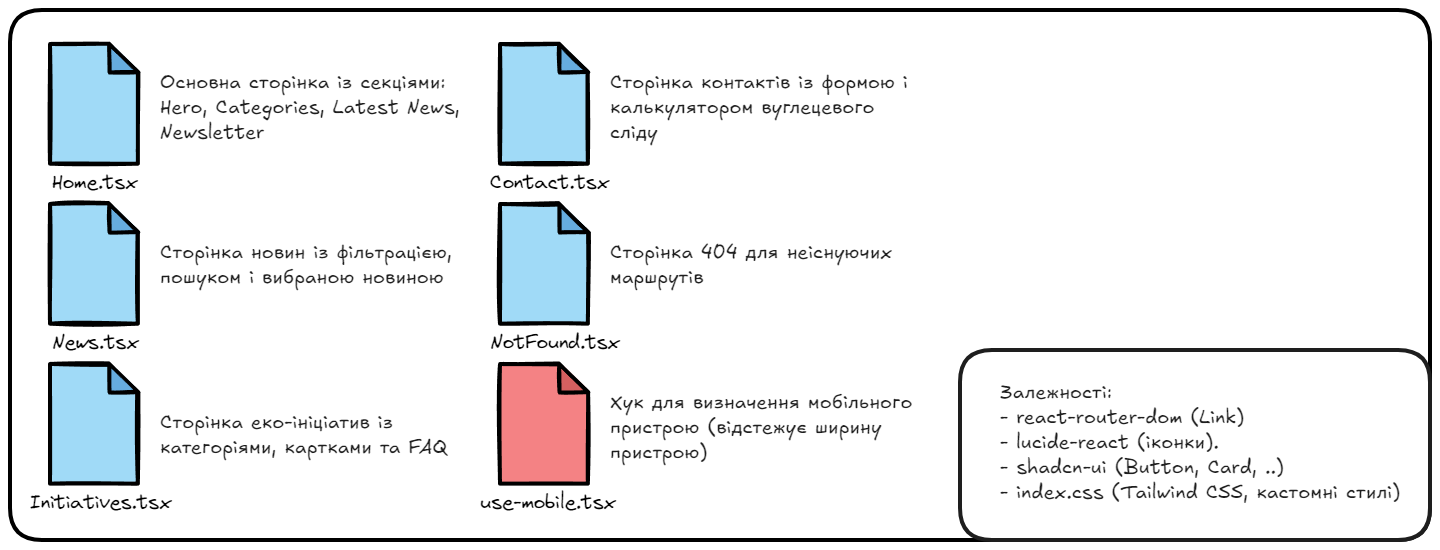 Основна сторінка із секціями:
Hero, Categories, Latest News,
Newsletter
Home.tsx
Сторінка контактів із формою і
калькулятором вуглецевого
сліду
Contact.tsx
Сторінка новин із фільтрацією,
пошуком і вибраною новиною
News.tsx
Сторінка 404 для неіснуючих
маршрутів
NotFound.tsx
Сторінка еко-ініціатив із
категоріями, картками та FAQ
Initiatives.tsx
Хук для визначення мобільного
пристрою (відстежує ширину
пристрою)
use-mobile.tsx
Залежності:
- react-router-dom (Link)
- lucide-react (іконки).
- shadcn-ui (Button, Card, ..)
- index.css (Tailwind CSS, кастомні стилі)